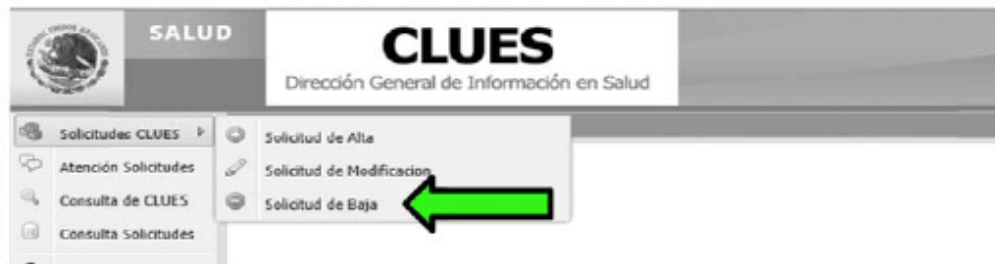 SALUD
CLUES
Dirección General de Información en Salud
Solicitudes CLUES
Solicitud de Alta
Atención Solicitudes
Solicitud de Modificacion
Consulta de CLUES
Solicitud de Baja
Consulta Solicitudes